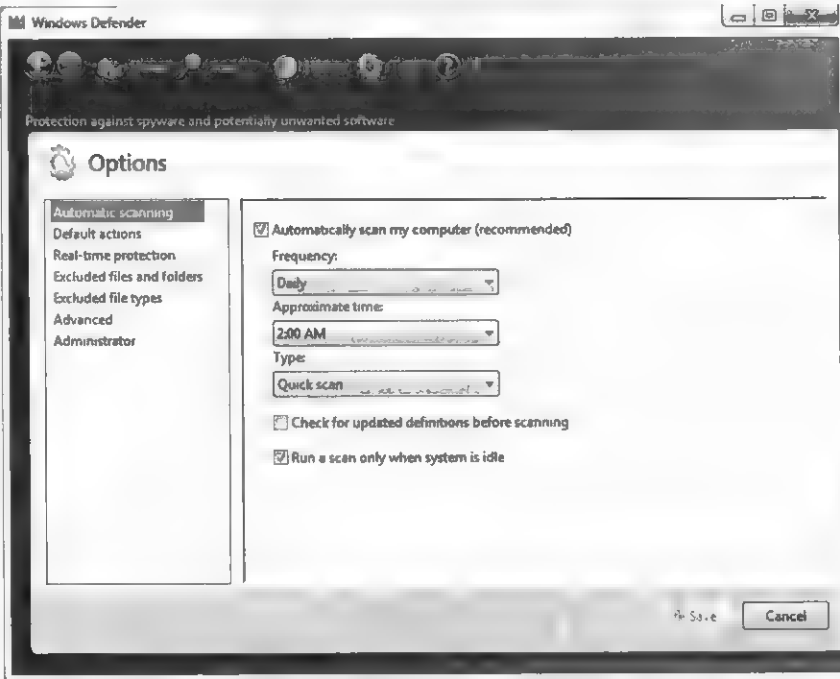 Windows Defender
Protection against spyware and potentially unwanted software
Options
Automatic scanning
Default actions
Real-time protection
Excluded files and folders
Excluded file types
Advanced
Administrator
Automatically scan my computer (recommended)
Frequency:
Daily
Approximate time:
2:00 AM
Type:
Quick scan
Check for updated definitions before scanning
Run a scan only when system is idle
Save
Cancel